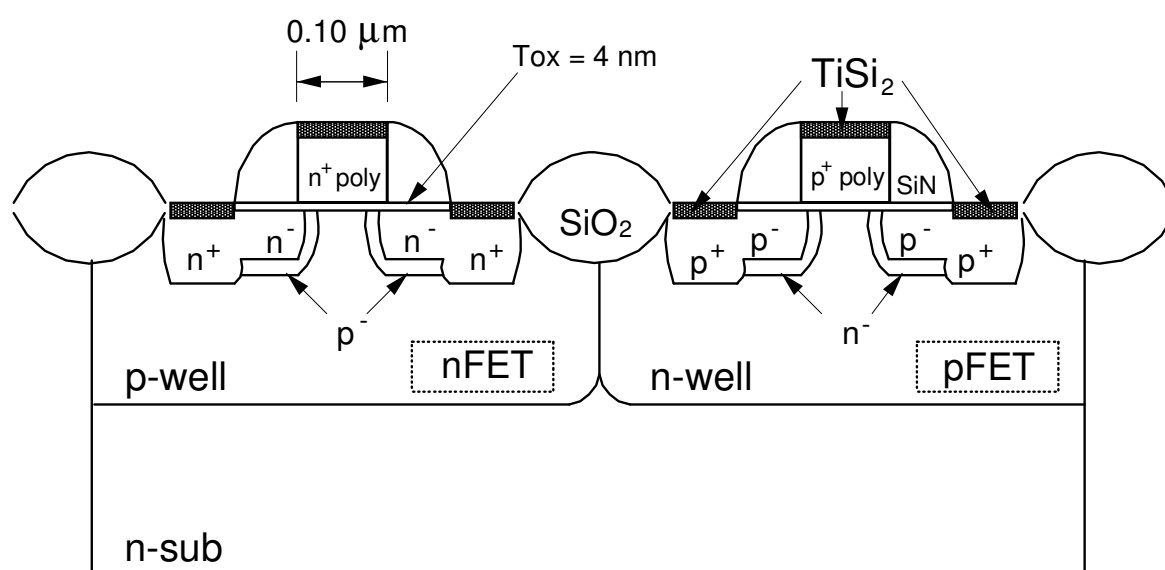 0.10 μm
Tox = 4 nm
TiSi₂
n⁺ poly
p⁺ poly
SiN
SiO₂
n⁺
n⁻
n⁻
n⁺
p⁺
p⁻
p⁻
p⁺
p⁻
n⁻
p-well
nFET
n-well
pFET
n-sub